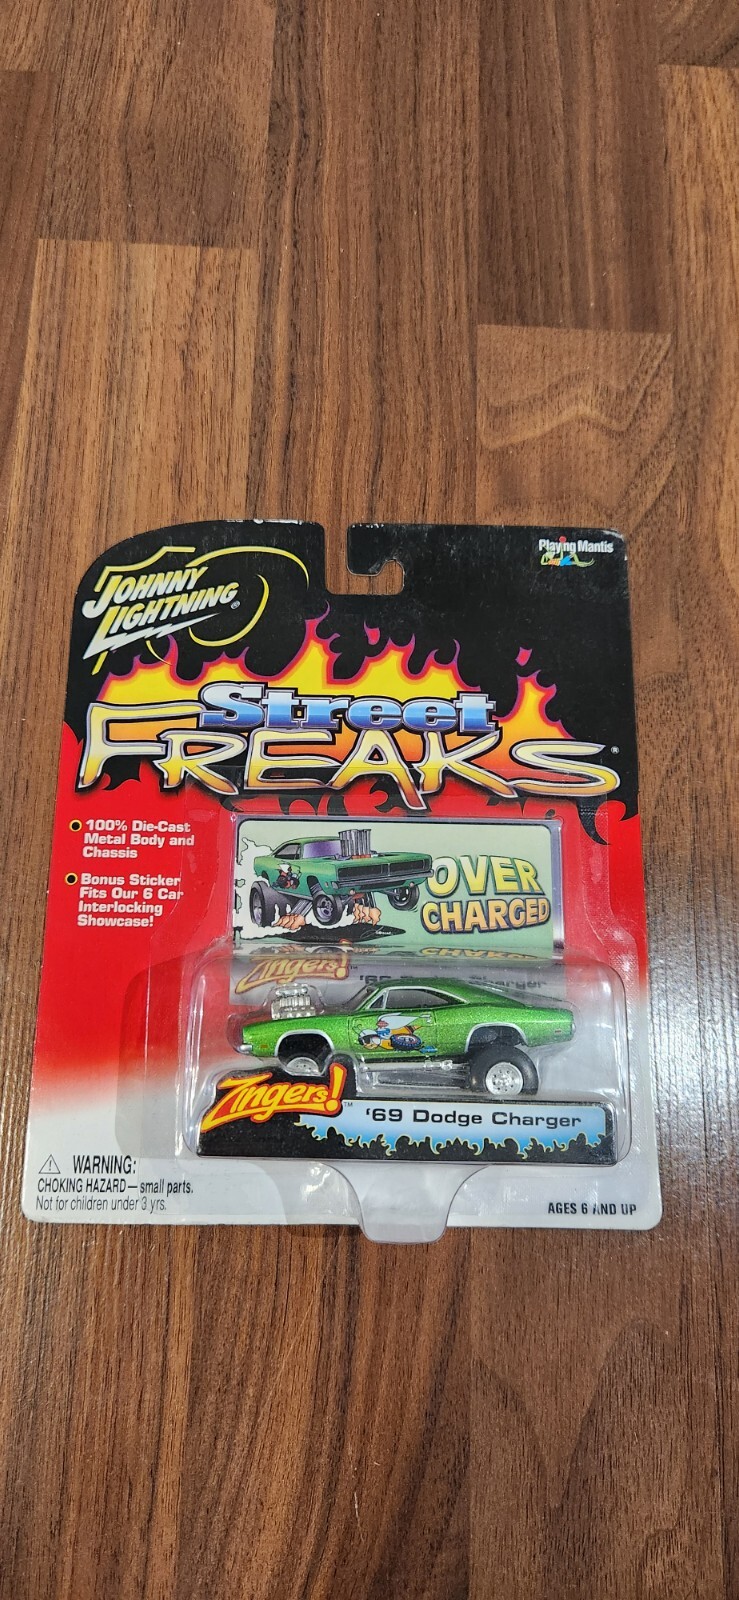 Playing Mantis
JOHNNY
LIGHTNING®
Street
FREAKS®
100% Die-Cast
Metal Body and
Chassis
Bonus Sticker
Fits Our 6 Car
Interlocking
Showcase!
OVER
CHARGED
Zingers!™
'69 Dodge Charger
WARNING:
CHOKING HAZARD — small parts.
Not for children under 3 yrs.
AGES 6 AND UP